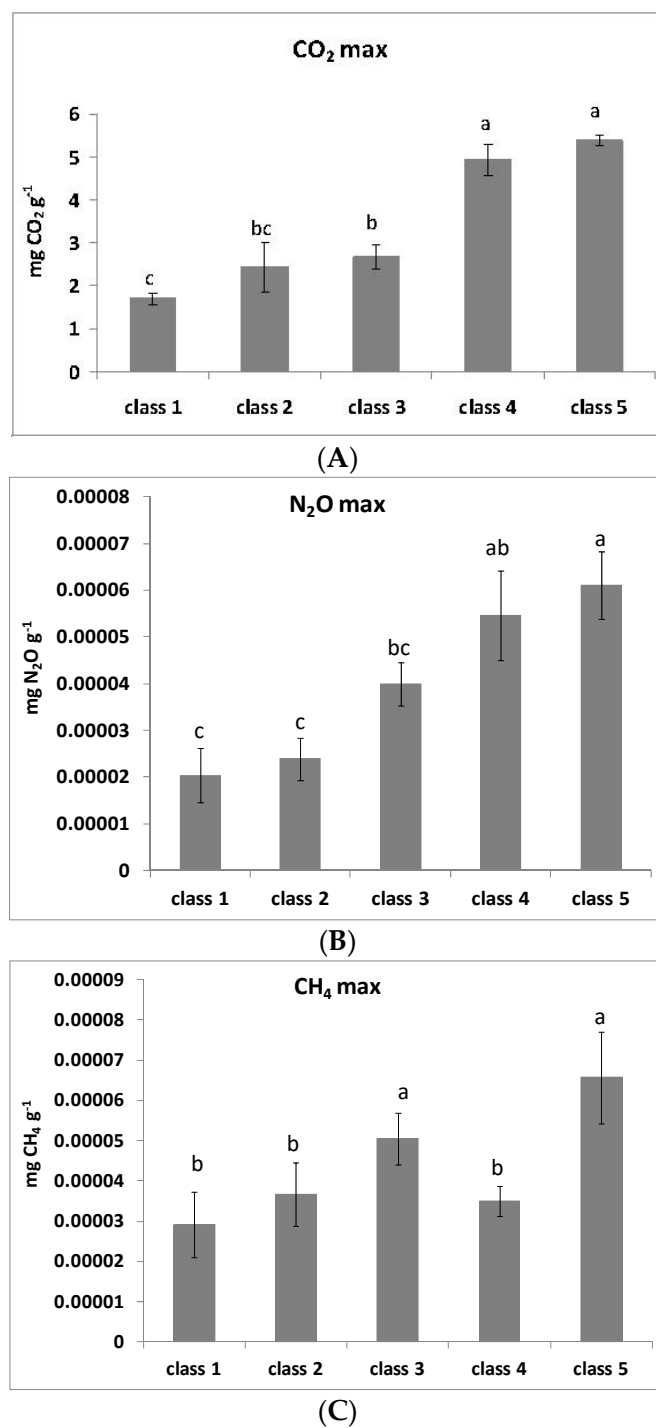 CO₂ max
mg CO₂ g⁻¹
6
5
4
3
2
1
0
c
bc
b
a
a
class 1 class 2 class 3 class 4 class 5
(A)
N₂O max
mg N₂O g⁻¹
0.00008
0.00007
0.00006
0.00005
0.00004
0.00003
0.00002
0.00001
0
c
c
bc
ab
a
class 1 class 2 class 3 class 4 class 5
(B)
CH₄ max
mg CH₄ g⁻¹
0.00009
0.00008
0.00007
0.00006
0.00005
0.00004
0.00003
0.00002
0.00001
0
b
b
a
b
a
class 1 class 2 class 3 class 4 class 5
(C)